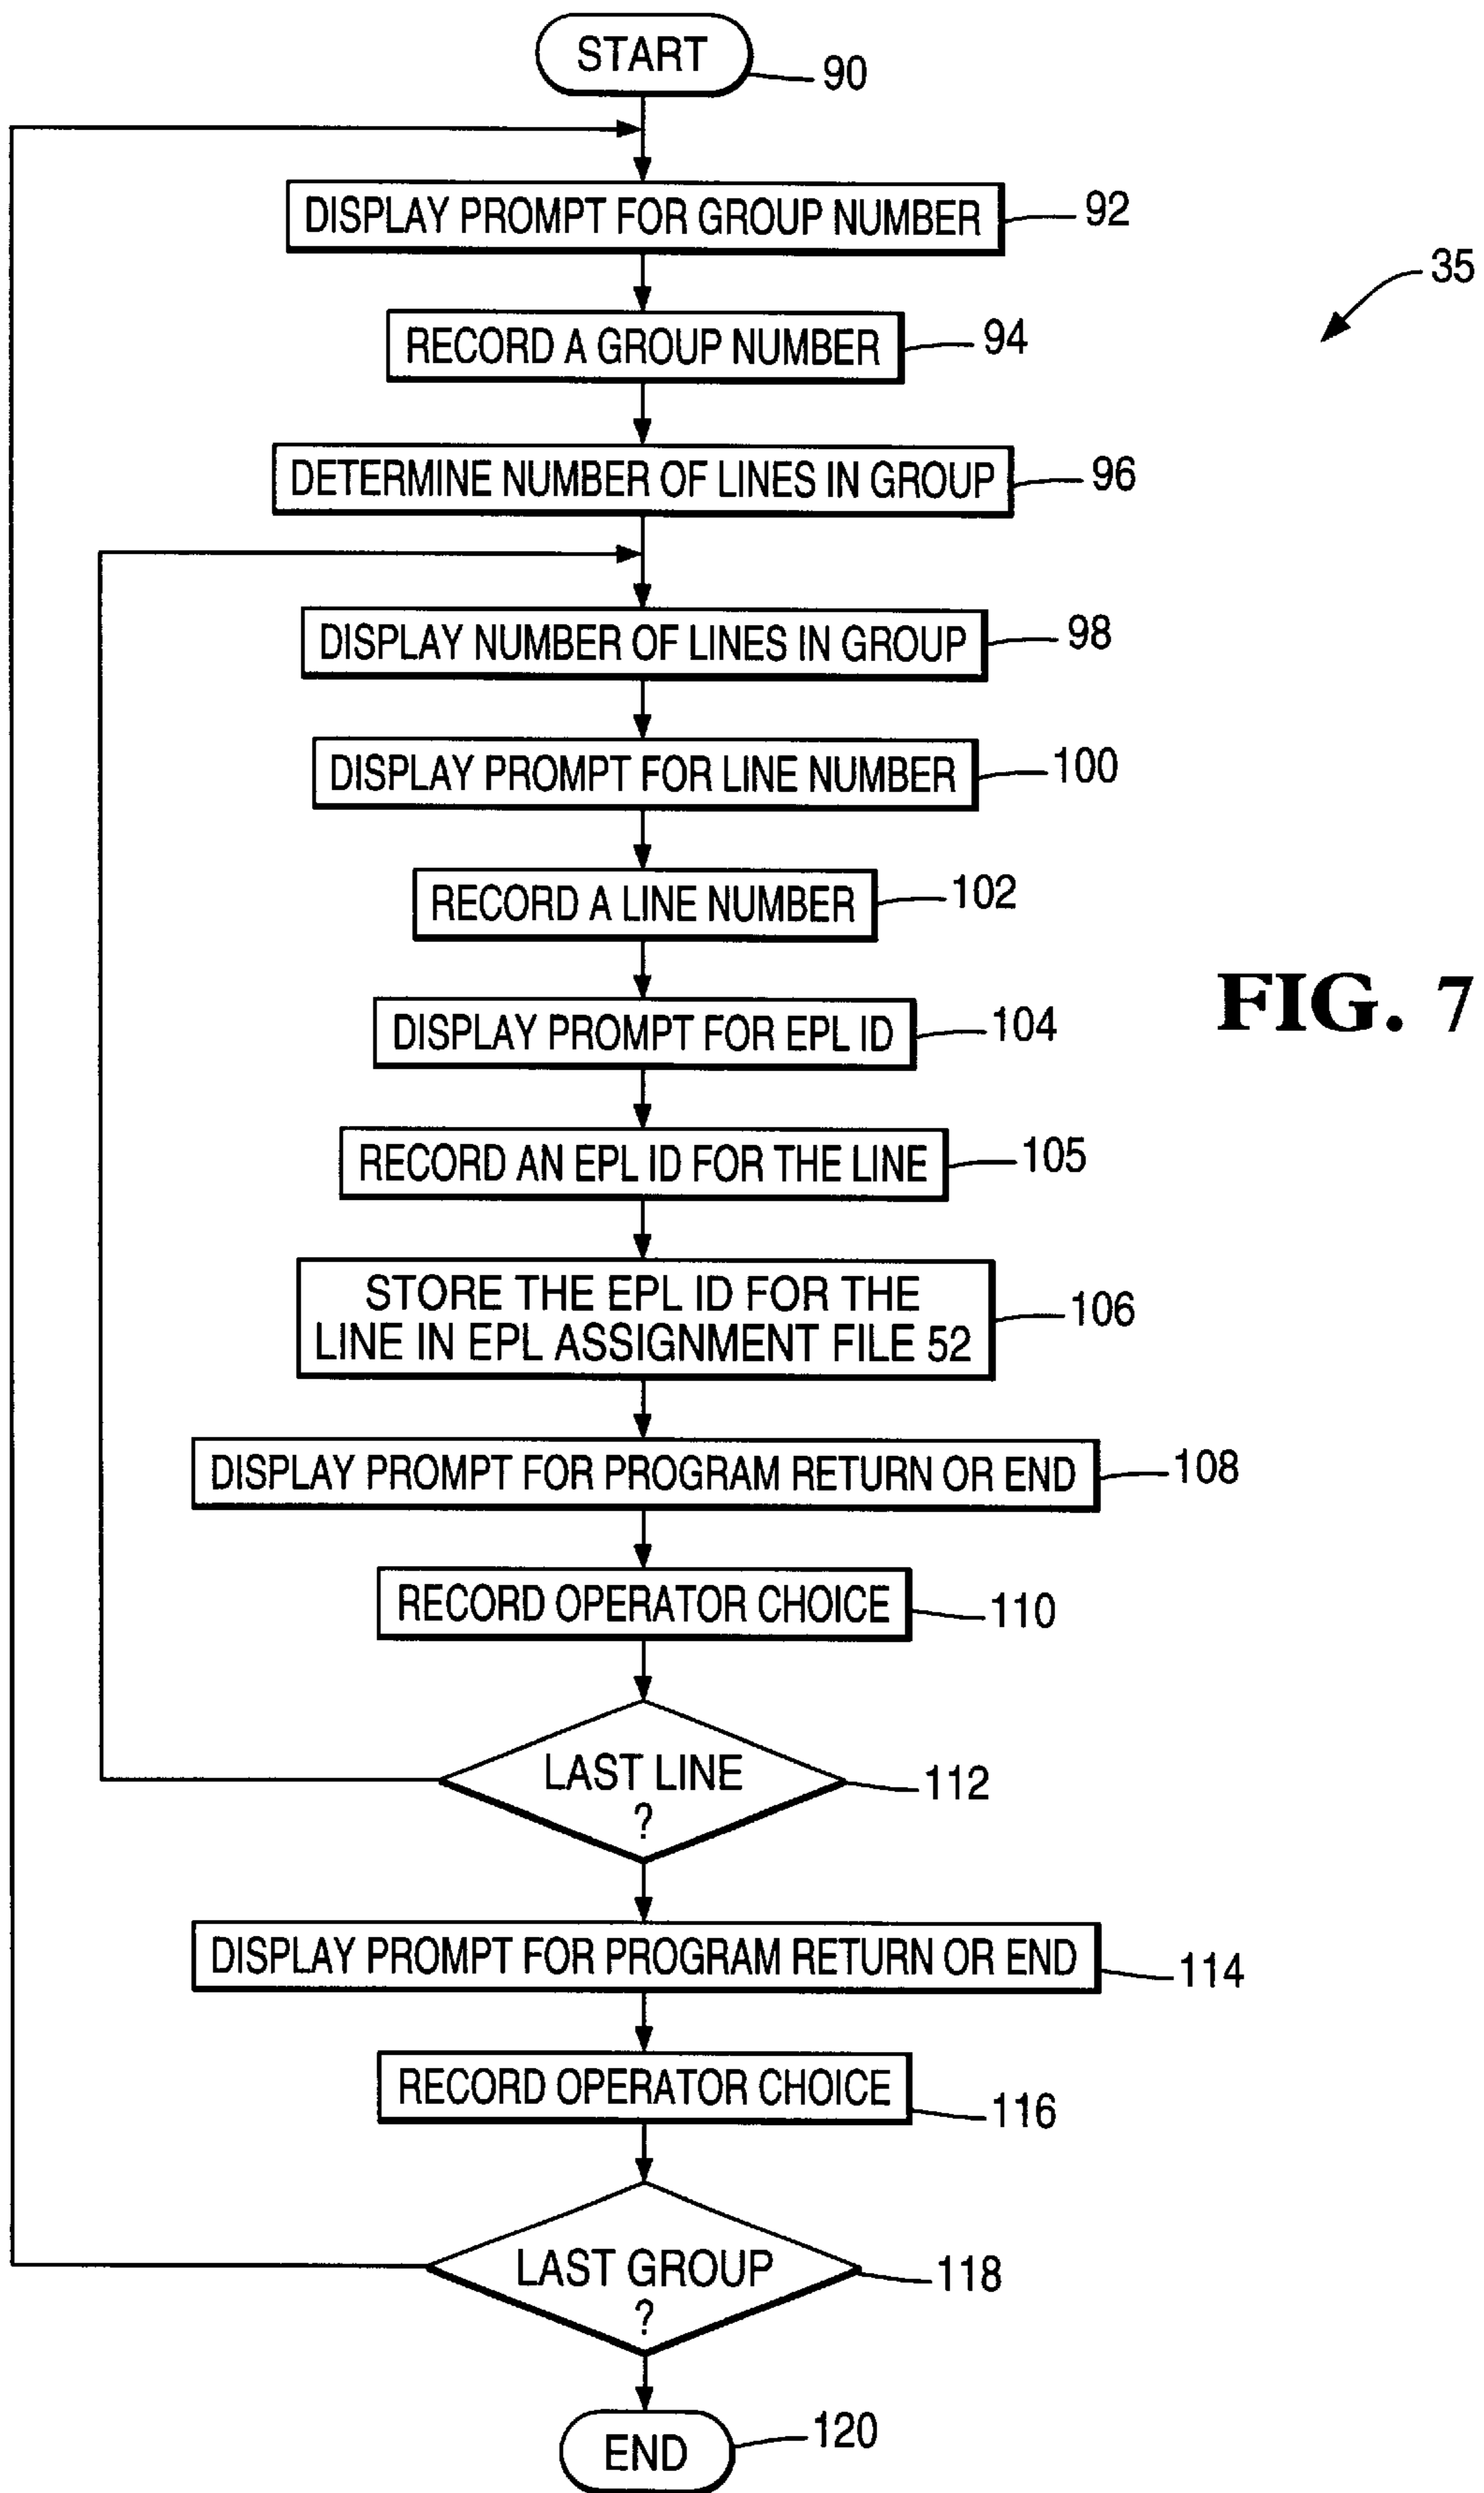 START
90
DISPLAY PROMPT FOR GROUP NUMBER
92
35
RECORD A GROUP NUMBER
94
DETERMINE NUMBER OF LINES IN GROUP
96
DISPLAY NUMBER OF LINES IN GROUP
98
DISPLAY PROMPT FOR LINE NUMBER
100
RECORD A LINE NUMBER
102
FIG. 7
DISPLAY PROMPT FOR EPL ID
104
RECORD AN EPL ID FOR THE LINE
105
STORE THE EPL ID FOR THE
LINE IN EPL ASSIGNMENT FILE 52
106
DISPLAY PROMPT FOR PROGRAM RETURN OR END
108
RECORD OPERATOR CHOICE
110
LAST LINE
?
112
DISPLAY PROMPT FOR PROGRAM RETURN OR END
114
RECORD OPERATOR CHOICE
116
LAST GROUP
?
118
END
120